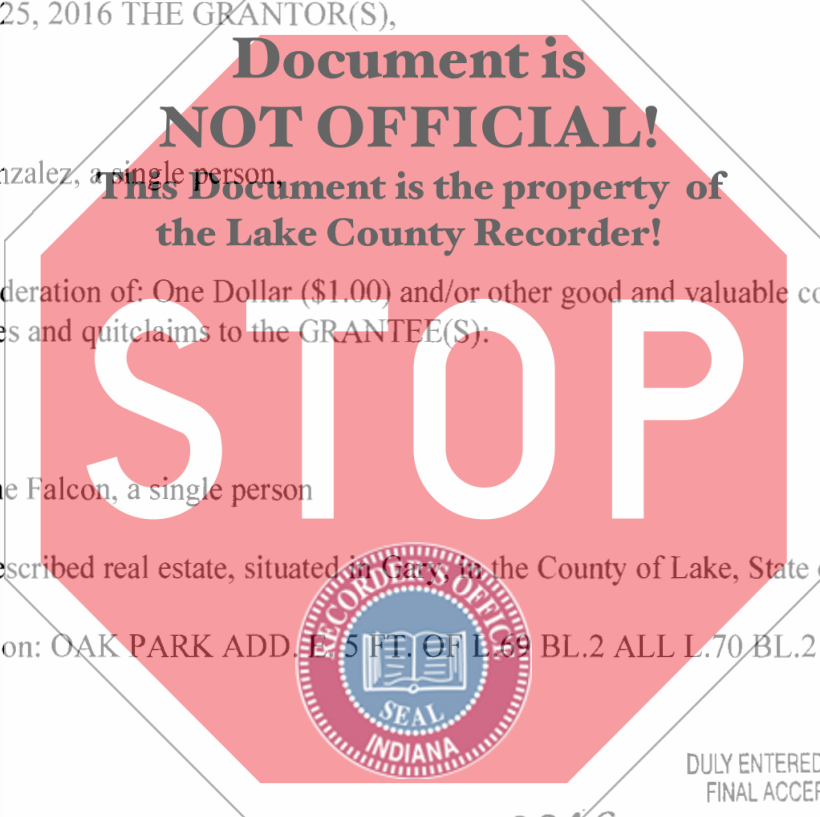 25, 2016 THE GRANTOR(S),
Document is
NOT OFFICIAL!
nzalez, a single person,
This Document is the property of
the Lake County Recorder!
deration of: One Dollar ($1.00) and/or other good and valuable co
es and quitclaims to the GRANTEE(S):
STOP
e Falcon, a single person
escribed real estate, situated in Gary, in the County of Lake, State
RECORDER'S OFFICE
on: OAK PARK ADD. E. 5 FT. OF L.69 BL.2 ALL L.70 BL.2
SEAL
INDIANA
DULY ENTERED
FINAL ACCEP